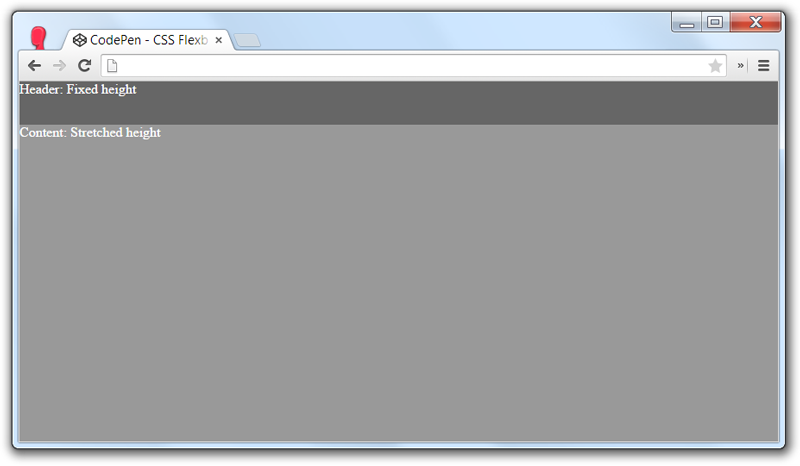 CodePen - CSS Flexb
Header: Fixed height
Content: Stretched height